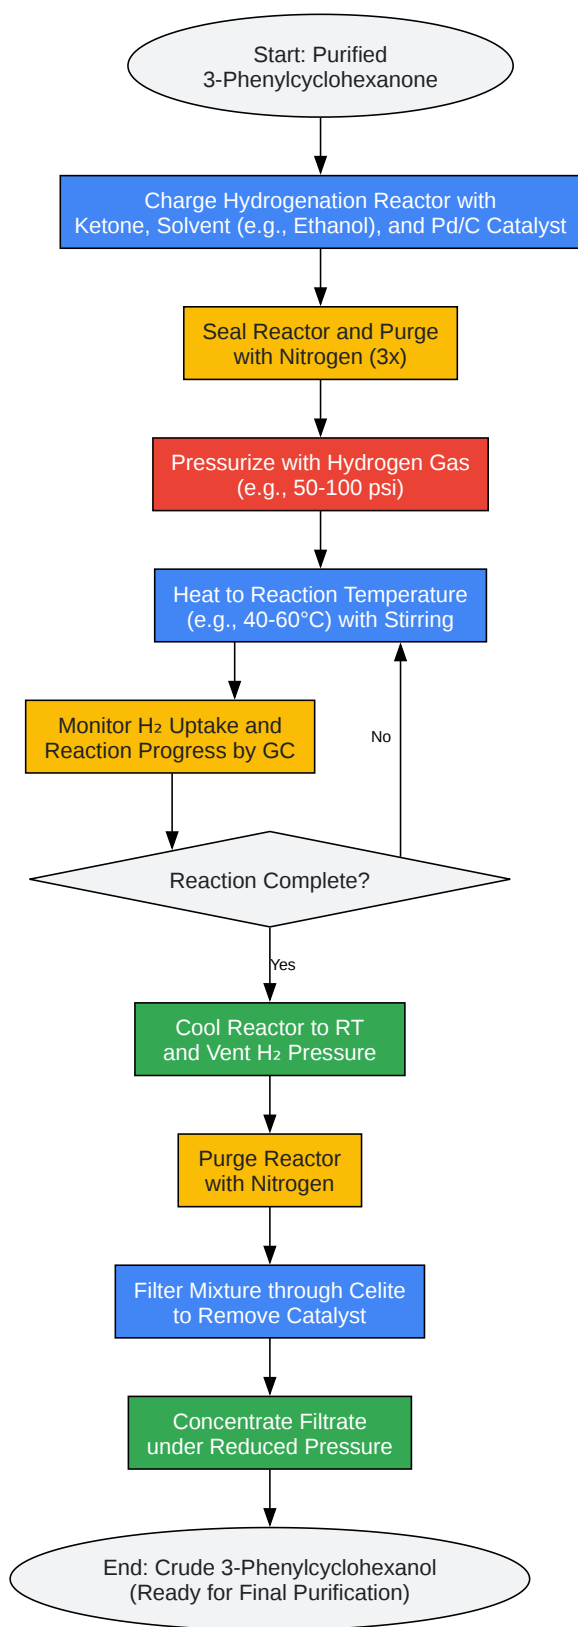 Start: Purified
3-Phenylcyclohexanone
Charge Hydrogenation Reactor with
Ketone, Solvent (e.g., Ethanol), and Pd/C Catalyst
Seal Reactor and Purge
with Nitrogen (3x)
Pressurize with Hydrogen Gas
(e.g., 50-100 psi)
Heat to Reaction Temperature
(e.g., 40-60°C) with Stirring
Monitor H₂ Uptake and
Reaction Progress by GC
No
Reaction Complete?
Yes
Cool Reactor to RT
and Vent H₂ Pressure
Purge Reactor
with Nitrogen
Filter Mixture through Celite
to Remove Catalyst
Concentrate Filtrate
under Reduced Pressure
End: Crude 3-Phenylcyclohexanol
(Ready for Final Purification)